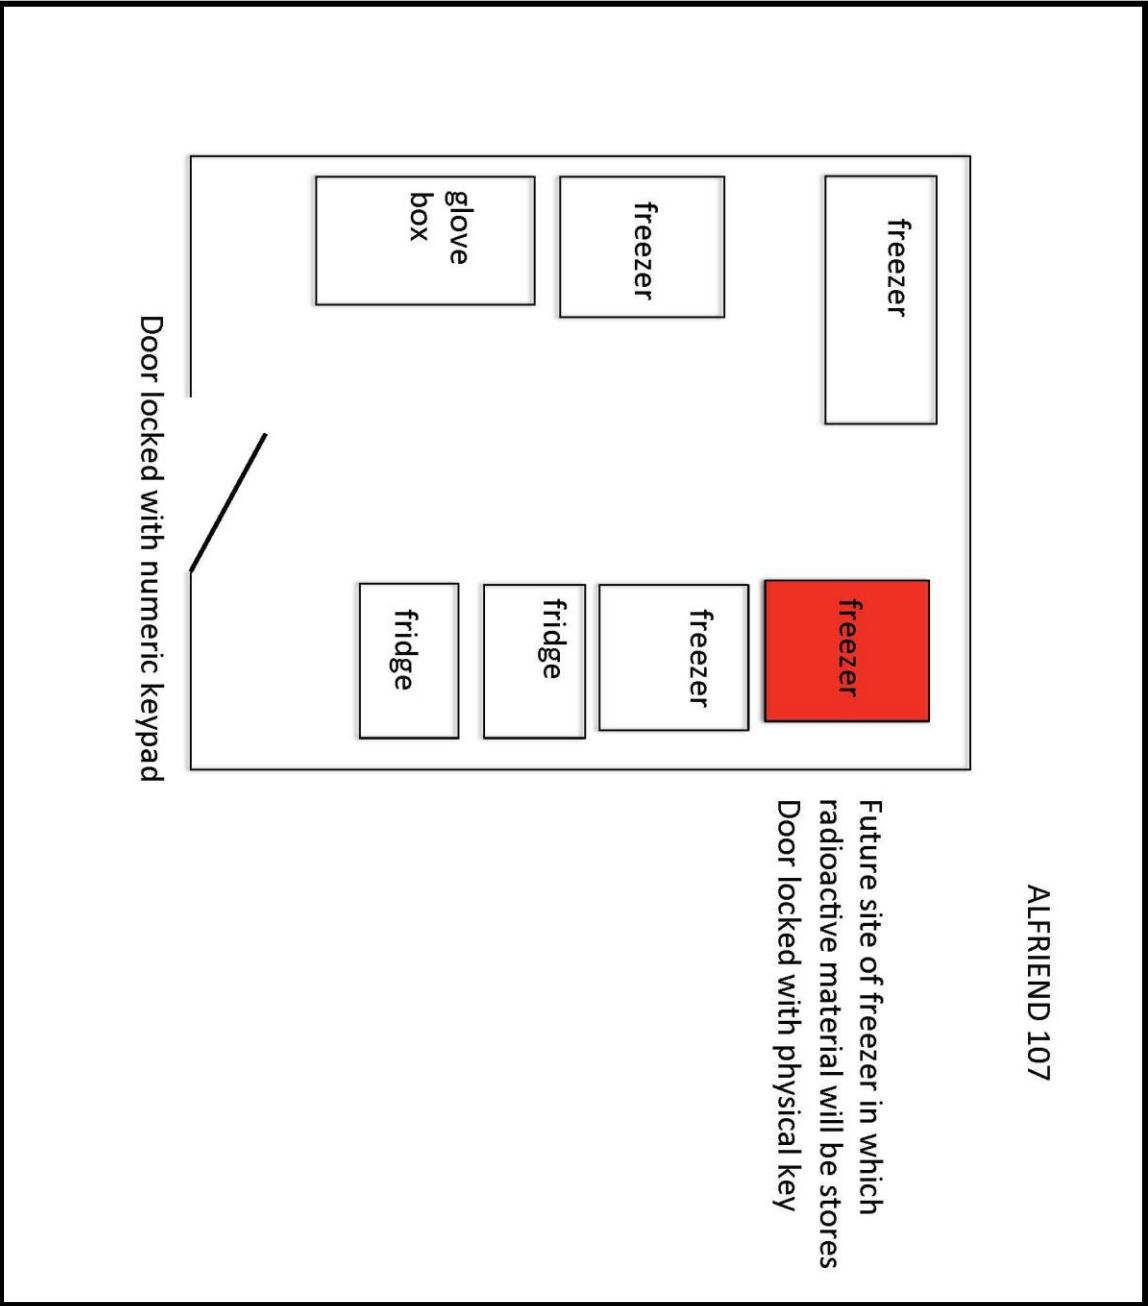 ALFRIEND 107
Future site of freezer in which
radioactive material will be stores
Door locked with physical key
freezer
freezer
freezer
freezer
glove
box
fridge
fridge
Door locked with numeric keypad